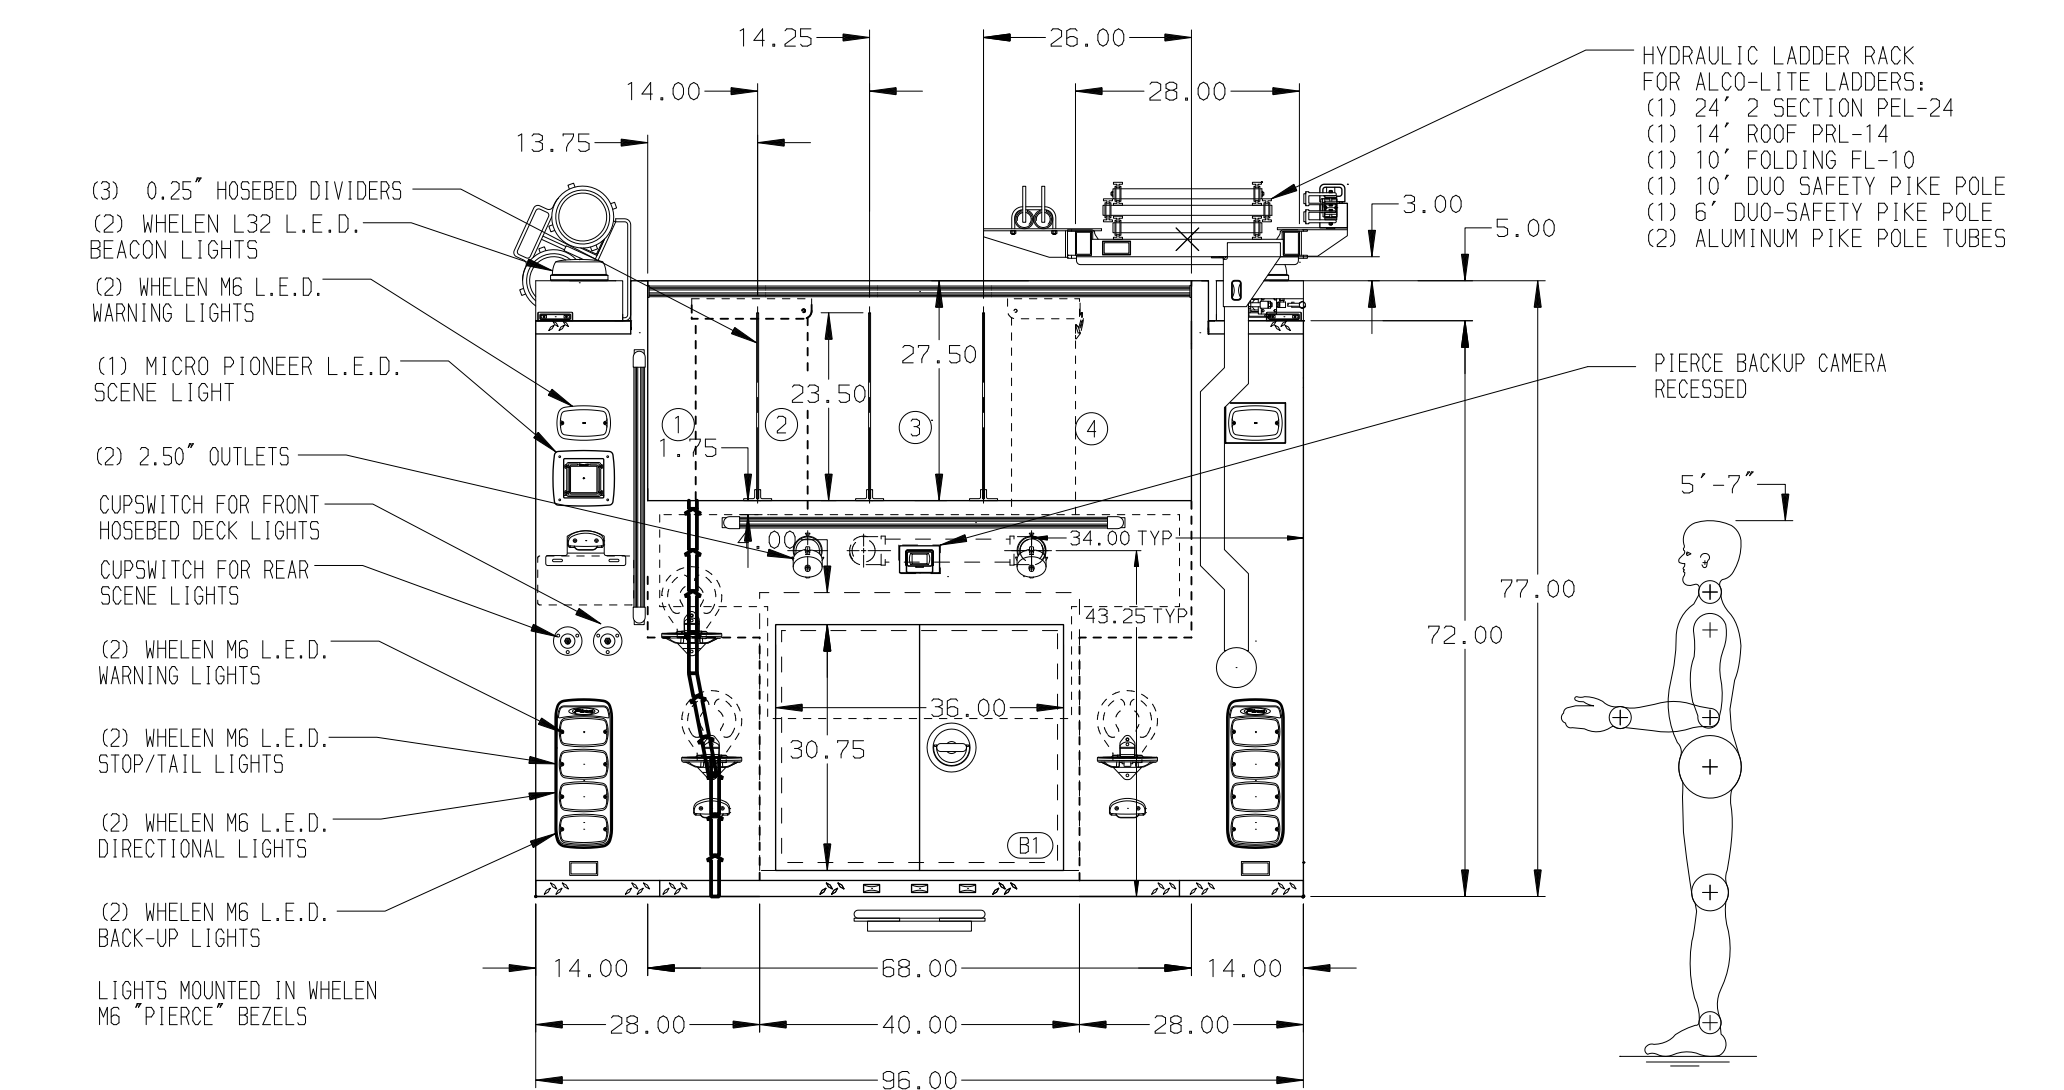 14.25
26.00
14.00
28.00
13.75
HYDRAULIC LADDER RACK
FOR ALCO-LITE LADDERS:
(1) 24' 2 SECTION PEL-24
(1) 14' ROOF PRL-14
(1) 10' FOLDING FL-10
(1) 10' DUO SAFETY PIKE POLE
(1) 6' DUO-SAFETY PIKE POLE
(2) ALUMINUM PIKE POLE TUBES
3.00
5.00
(3) 0.25" HOSEBED DIVIDERS
(2) WHELEN L32 L.E.D.
BEACON LIGHTS
(2) WHELEN M6 L.E.D.
WARNING LIGHTS
(1) MICRO PIONEER L.E.D.
SCENE LIGHT
(2) 2.50" OUTLETS
CUPSWITCH FOR FRONT
HOSEBED DECK LIGHTS
CUPSWITCH FOR REAR
SCENE LIGHTS
(2) WHELEN M6 L.E.D.
WARNING LIGHTS
(2) WHELEN M6 L.E.D.
STOP/TAIL LIGHTS
(2) WHELEN M6 L.E.D.
DIRECTIONAL LIGHTS
(2) WHELEN M6 L.E.D.
BACK-UP LIGHTS
LIGHTS MOUNTED IN WHELEN
M6 "PIERCE" BEZELS
27.50
23.50
1
2
3
4
1.75
PIERCE BACKUP CAMERA
RECESSED
5'-7"
4.00
34.00 TYP
77.00
43.25 TYP
72.00
36.00
30.75
B1
14.00
68.00
14.00
28.00
40.00
28.00
96.00